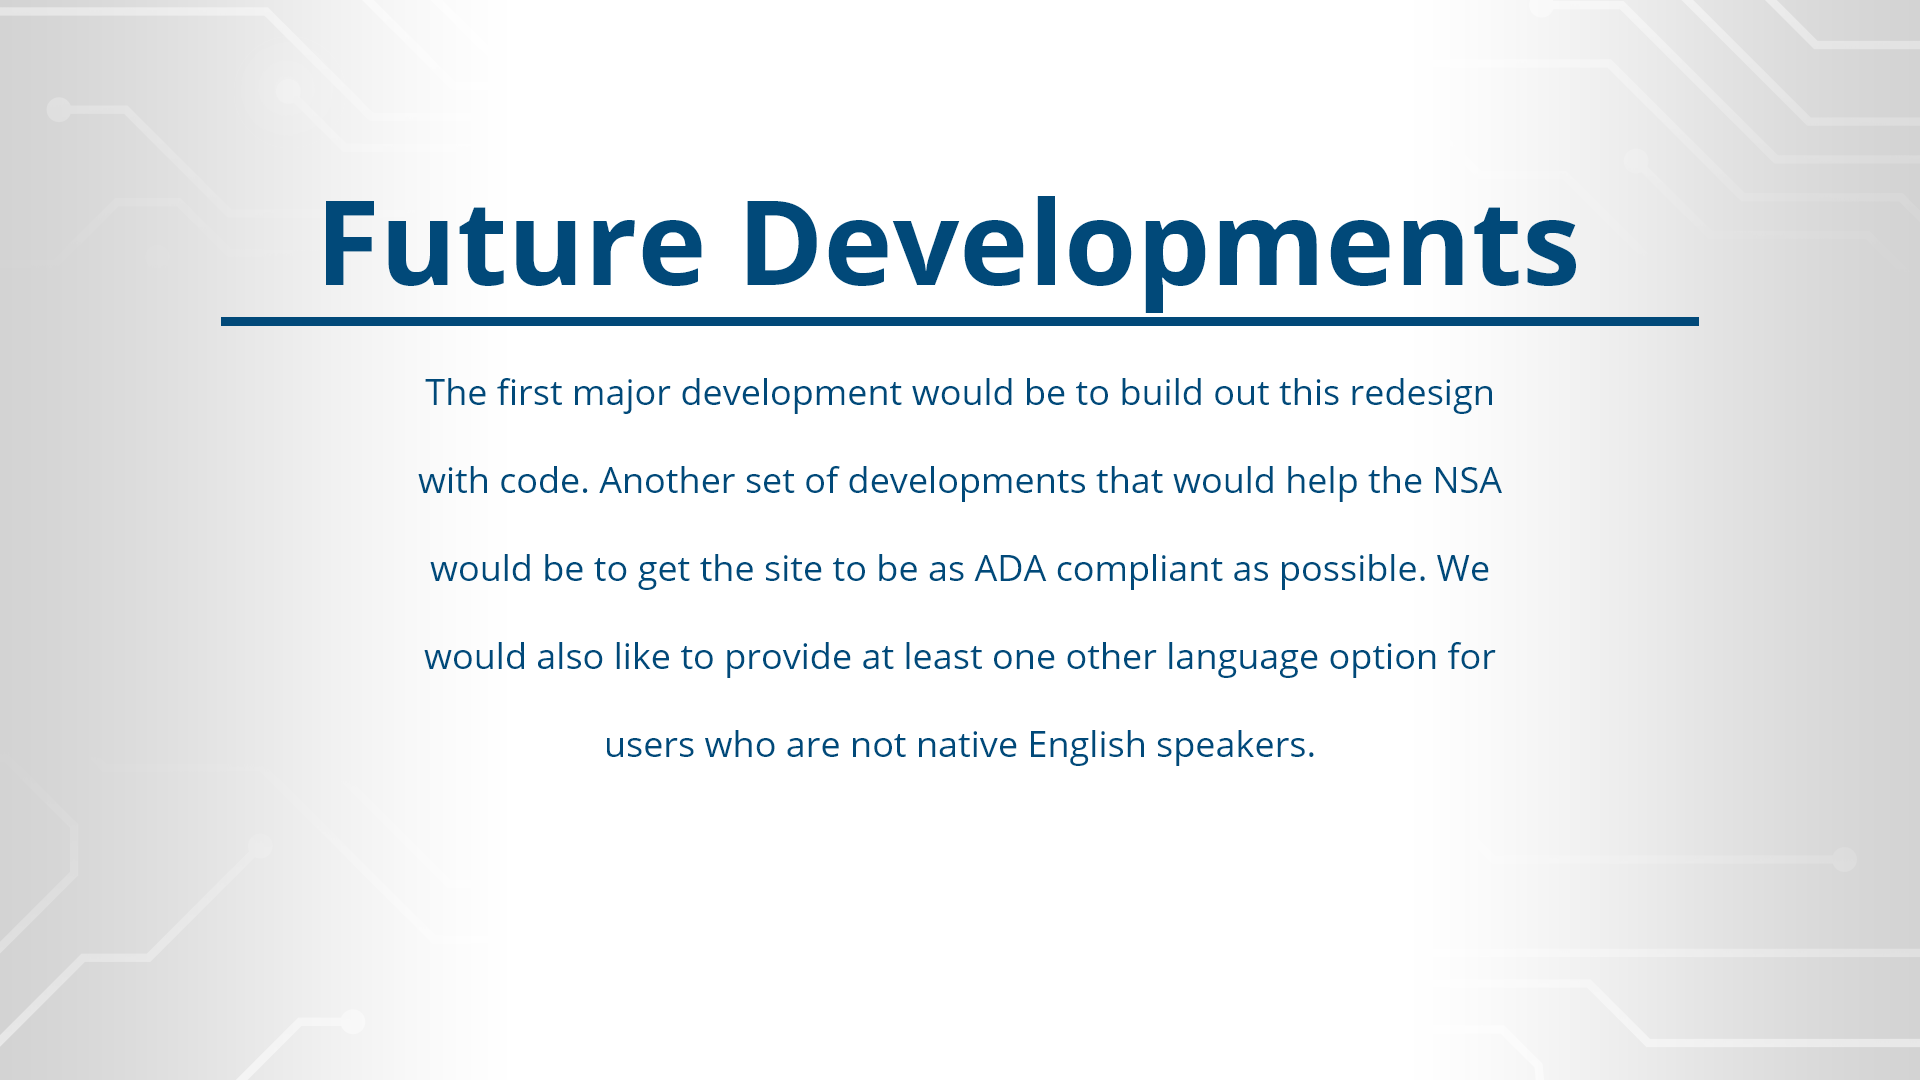 Future Developments
The first major development would be to build out this redesign
with code. Another set of developments that would help the NSA
would be to get the site to be as ADA compliant as possible. We
would also like to provide at least one other language option for
users who are not native English speakers.